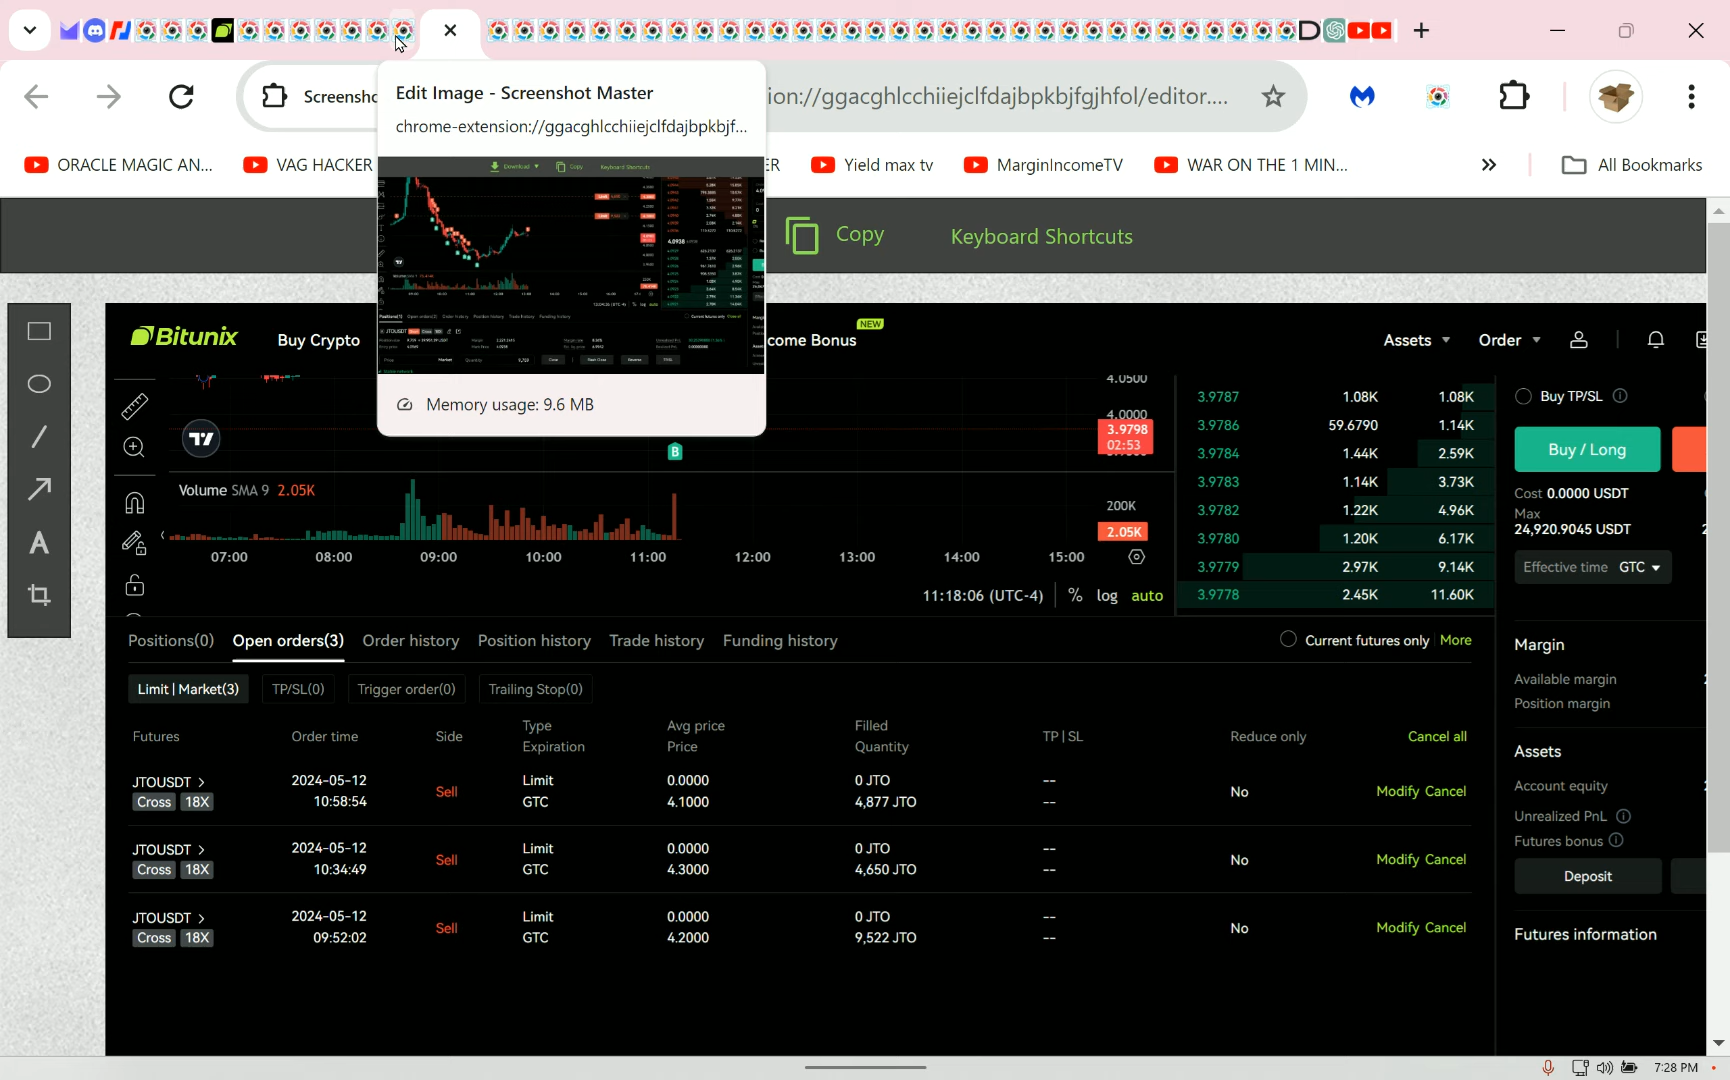 Screensh
Edit Image - Screenshot Master
chrome-extension://ggacghlcchiiejclfdajbpkbjf...
ion://ggacghlcchiiejclfdajbpkbjfgjhfol/editor....
ORACLE MAGIC AN...
VAG HACKER
ER
Yield max tv
MarginIncomeTV
WAR ON THE 1 MIN...
All Bookmarks
Download
Copy
Keyboard Shortcuts
Memory usage: 9.6 MB
Copy
Keyboard Shortcuts
Bitunix
Buy Crypto
come Bonus
NEW
Assets
Order
4.0500
4.0000
3.9798
02:53
B
Volume SMA 9 2.05K
200K
2.05K
07:00 08:00 09:00 10:00 11:00 12:00 13:00 14:00 15:00
11:18:06 (UTC-4) % log auto
3.9787 1.08K 1.08K
3.9786 59.6790 1.14K
3.9784 1.44K 2.59K
3.9783 1.14K 3.73K
3.9782 1.22K 4.96K
3.9780 1.20K 6.17K
3.9779 2.97K 9.14K
3.9778 2.45K 11.60K
Buy TP/SL
Buy / Long
Cost 0.0000 USDT
Max
24,920.9045 USDT
Effective time GTC
Positions(0) Open orders(3) Order history Position history Trade history Funding history
Current futures only More
Limit | Market(3) TP/SL(0) Trigger order(0) Trailing Stop(0)
Futures Order time Side Type Expiration Avg price Price Filled Quantity TP | SL Reduce only Cancel all
JTOUSDT > 2024-05-12 Sell Limit 0.0000 0 JTO -- No Modify Cancel
Cross 18X 10:58:54 GTC 4.1000 4,877 JTO --
JTOUSDT > 2024-05-12 Sell Limit 0.0000 0 JTO -- No Modify Cancel
Cross 18X 10:34:49 GTC 4.3000 4,650 JTO --
JTOUSDT > 2024-05-12 Sell Limit 0.0000 0 JTO -- No Modify Cancel
Cross 18X 09:52:02 GTC 4.2000 9,522 JTO --
Margin
Available margin
Position margin
Assets
Account equity
Unrealized PnL
Futures bonus
Deposit
Futures information
7:28 PM